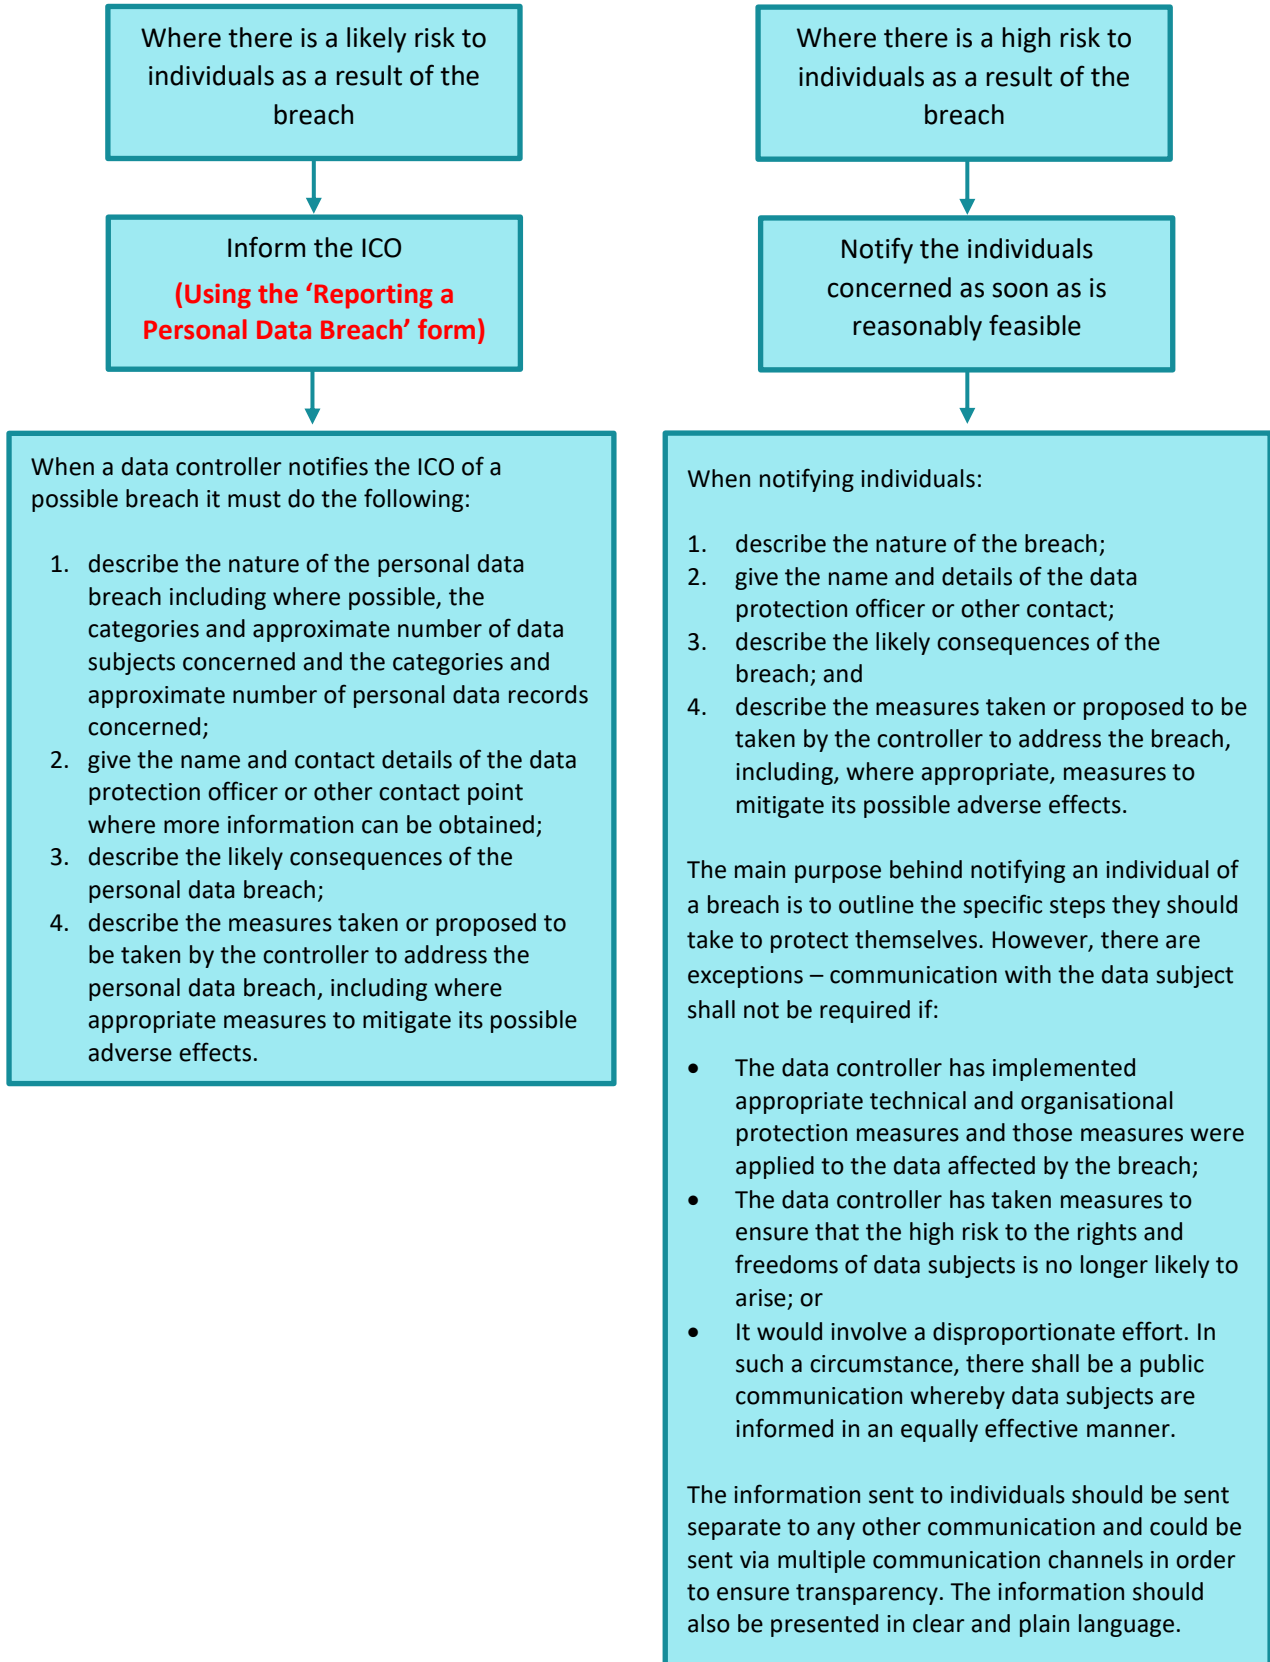 Where there is a likely risk to
individuals as a result of the
breach
Inform the ICO
(Using the ‘Reporting a
Personal Data Breach’ form)
When a data controller notifies the ICO of a
possible breach it must do the following:
1. describe the nature of the personal data
breach including where possible, the
categories and approximate number of data
subjects concerned and the categories and
approximate number of personal data records
concerned;
2. give the name and contact details of the data
protection officer or other contact point
where more information can be obtained;
3. describe the likely consequences of the
personal data breach;
4. describe the measures taken or proposed to
be taken by the controller to address the
personal data breach, including where
appropriate measures to mitigate its possible
adverse effects.
Where there is a high risk to
individuals as a result of the
breach
Notify the individuals
concerned as soon as is
reasonably feasible
When notifying individuals:
1. describe the nature of the breach;
2. give the name and details of the data
protection officer or other contact;
3. describe the likely consequences of the
breach; and
4. describe the measures taken or proposed to be
taken by the controller to address the breach,
including, where appropriate, measures to
mitigate its possible adverse effects.
The main purpose behind notifying an individual of
a breach is to outline the specific steps they should
take to protect themselves. However, there are
exceptions – communication with the data subject
shall not be required if:
• The data controller has implemented
appropriate technical and organisational
protection measures and those measures were
applied to the data affected by the breach;
• The data controller has taken measures to
ensure that the high risk to the rights and
freedoms of data subjects is no longer likely to
arise; or
• It would involve a disproportionate effort. In
such a circumstance, there shall be a public
communication whereby data subjects are
informed in an equally effective manner.
The information sent to individuals should be sent
separate to any other communication and could be
sent via multiple communication channels in order
to ensure transparency. The information should
also be presented in clear and plain language.